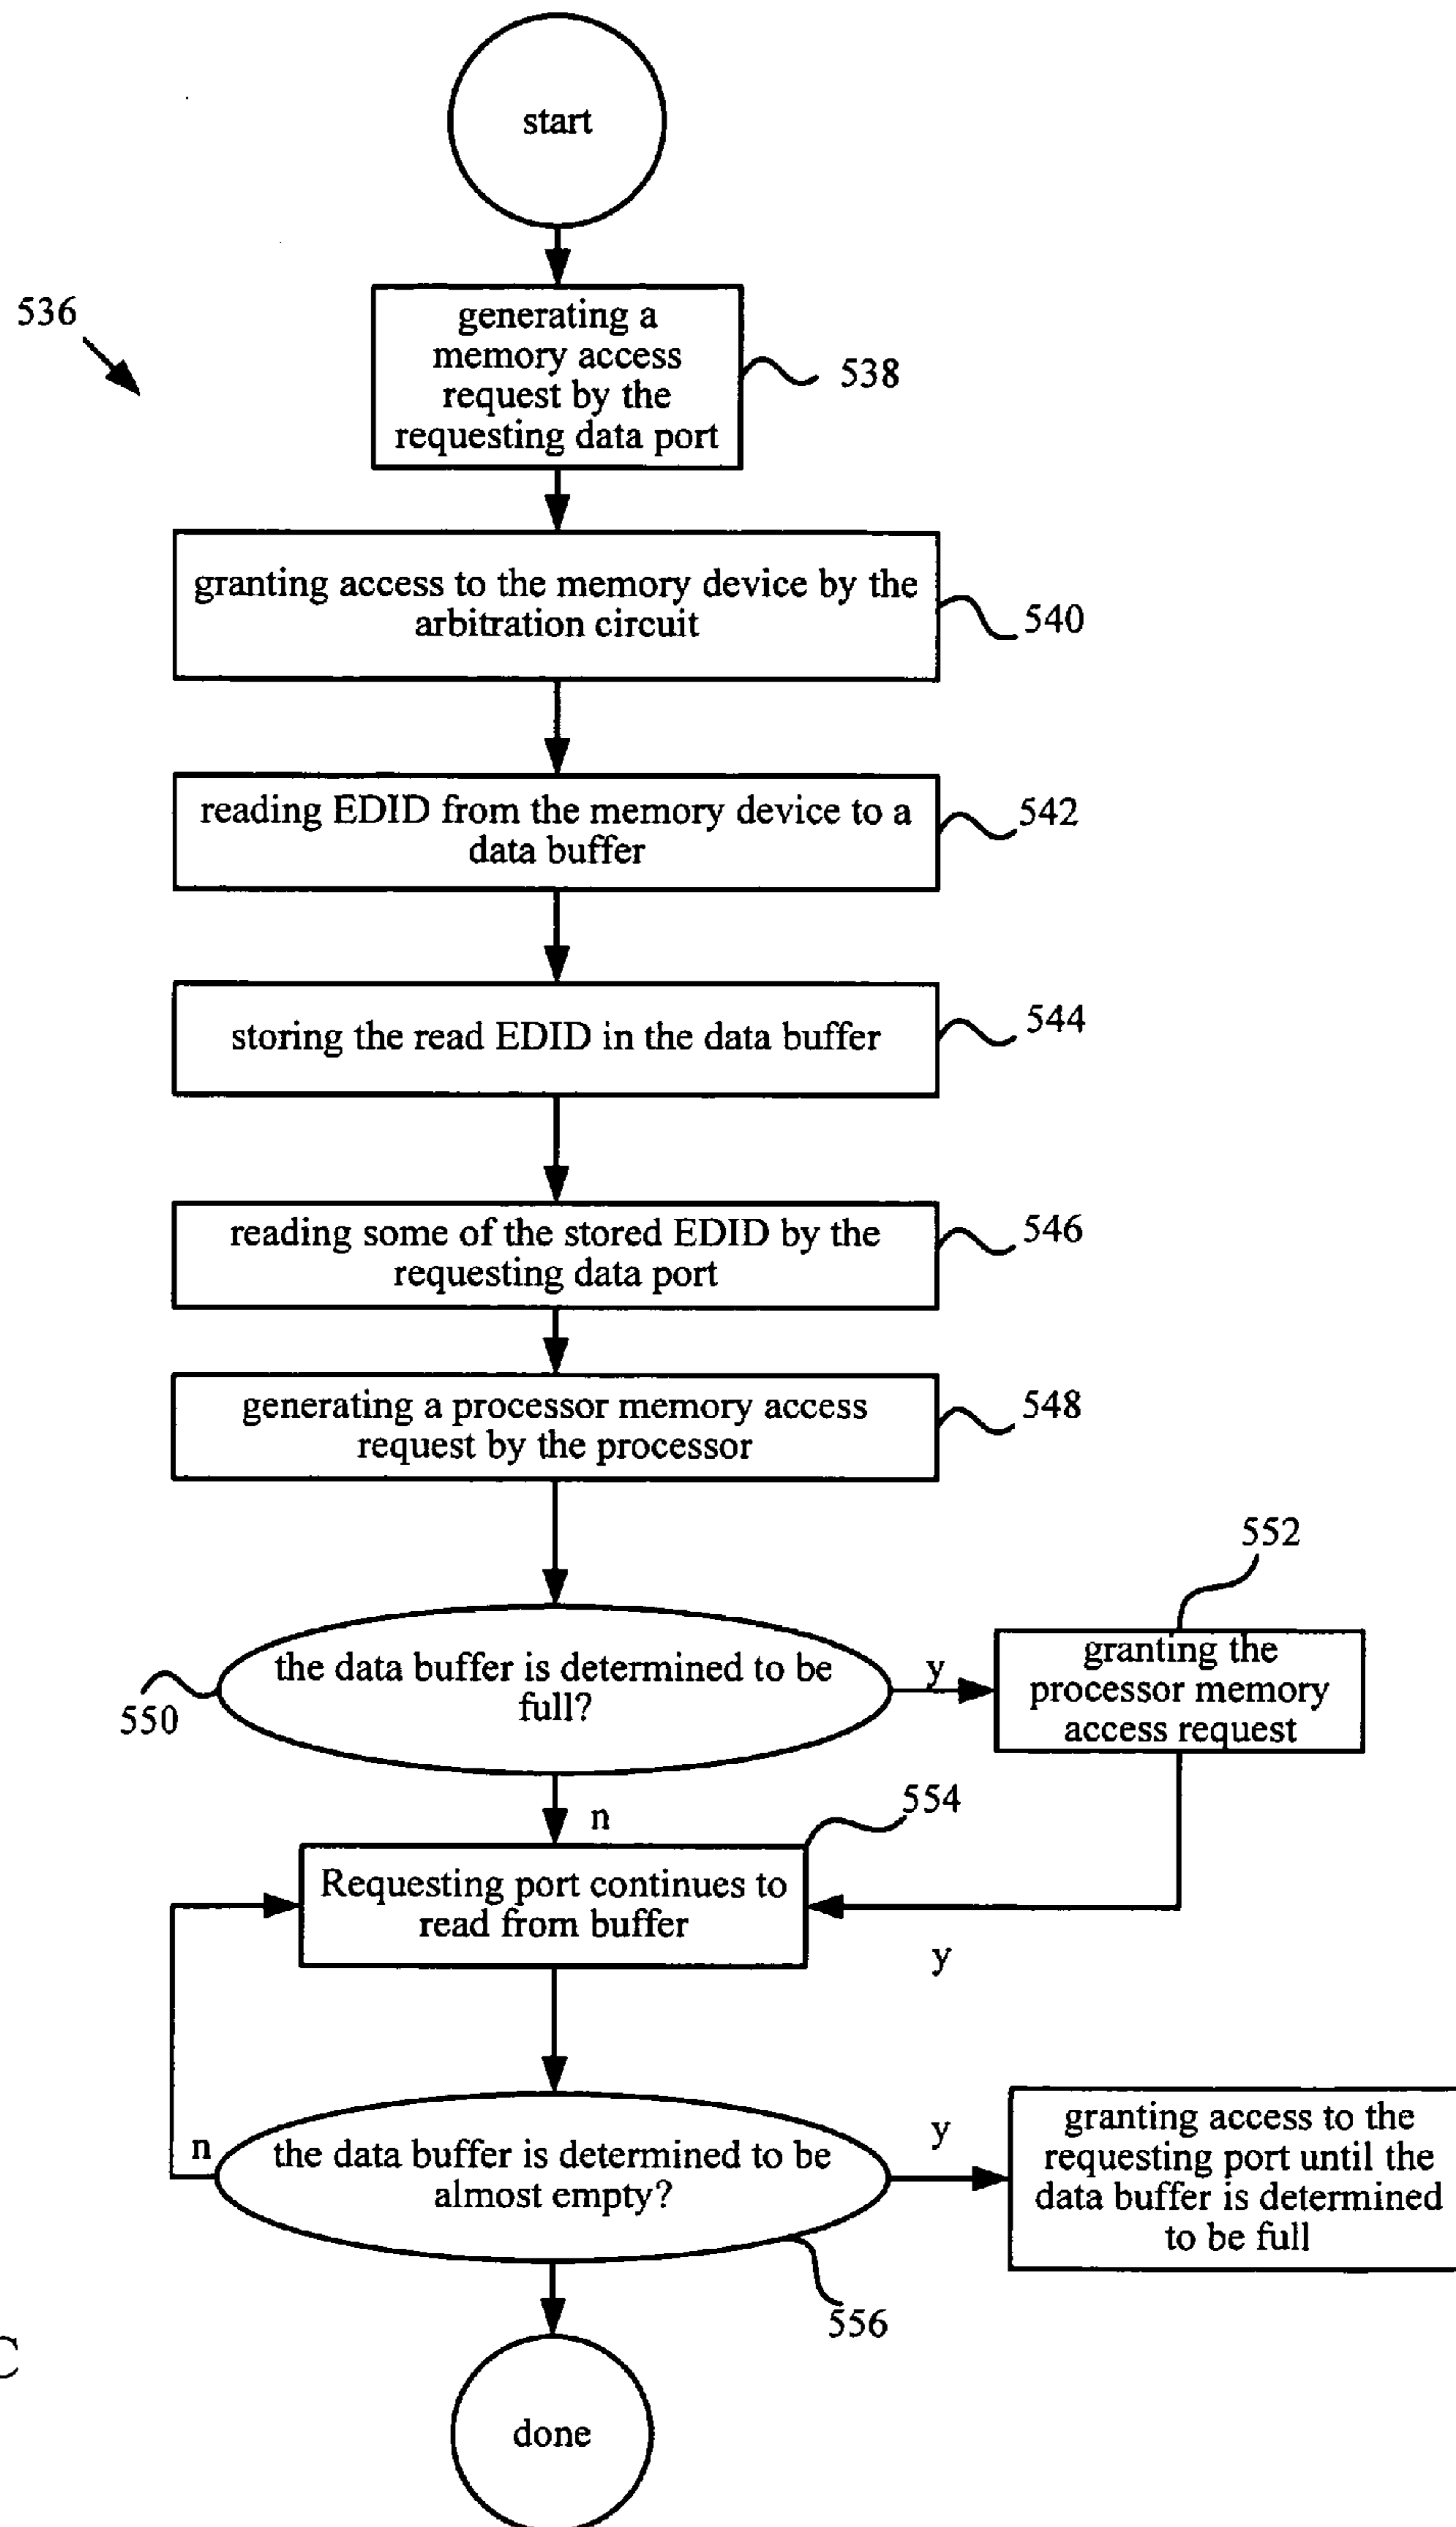 start
536
generating a
memory access
request by the
requesting data port
538
granting access to the memory device by the
arbitration circuit
540
reading EDID from the memory device to a
data buffer
542
storing the read EDID in the data buffer
544
reading some of the stored EDID by the
requesting data port
546
generating a processor memory access
request by the processor
548
552
the data buffer is determined to be
full?
550
y
granting the
processor memory
access request
n
554
Requesting port continues to
read from buffer
y
n
the data buffer is determined to be
almost empty?
y
granting access to the
requesting port until the
data buffer is determined
to be full
556
C
done